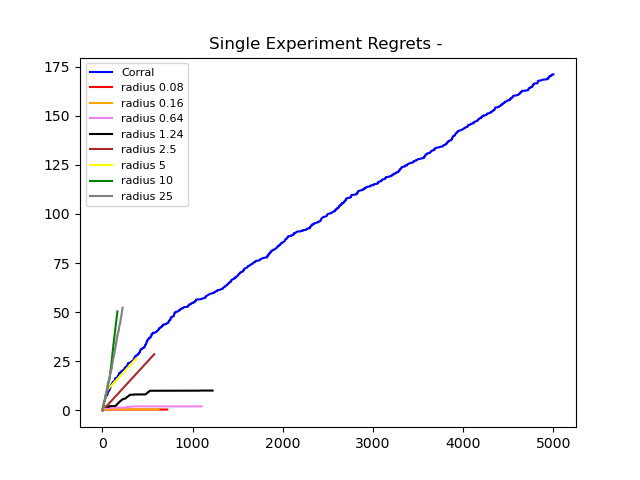 Single Experiment Regrets -
175
150
125
100
75
50
25
0
Corral
radius 0.08
radius 0.16
radius 0.64
radius 1.24
radius 2.5
radius 5
radius 10
radius 25
0 1000 2000 3000 4000 5000